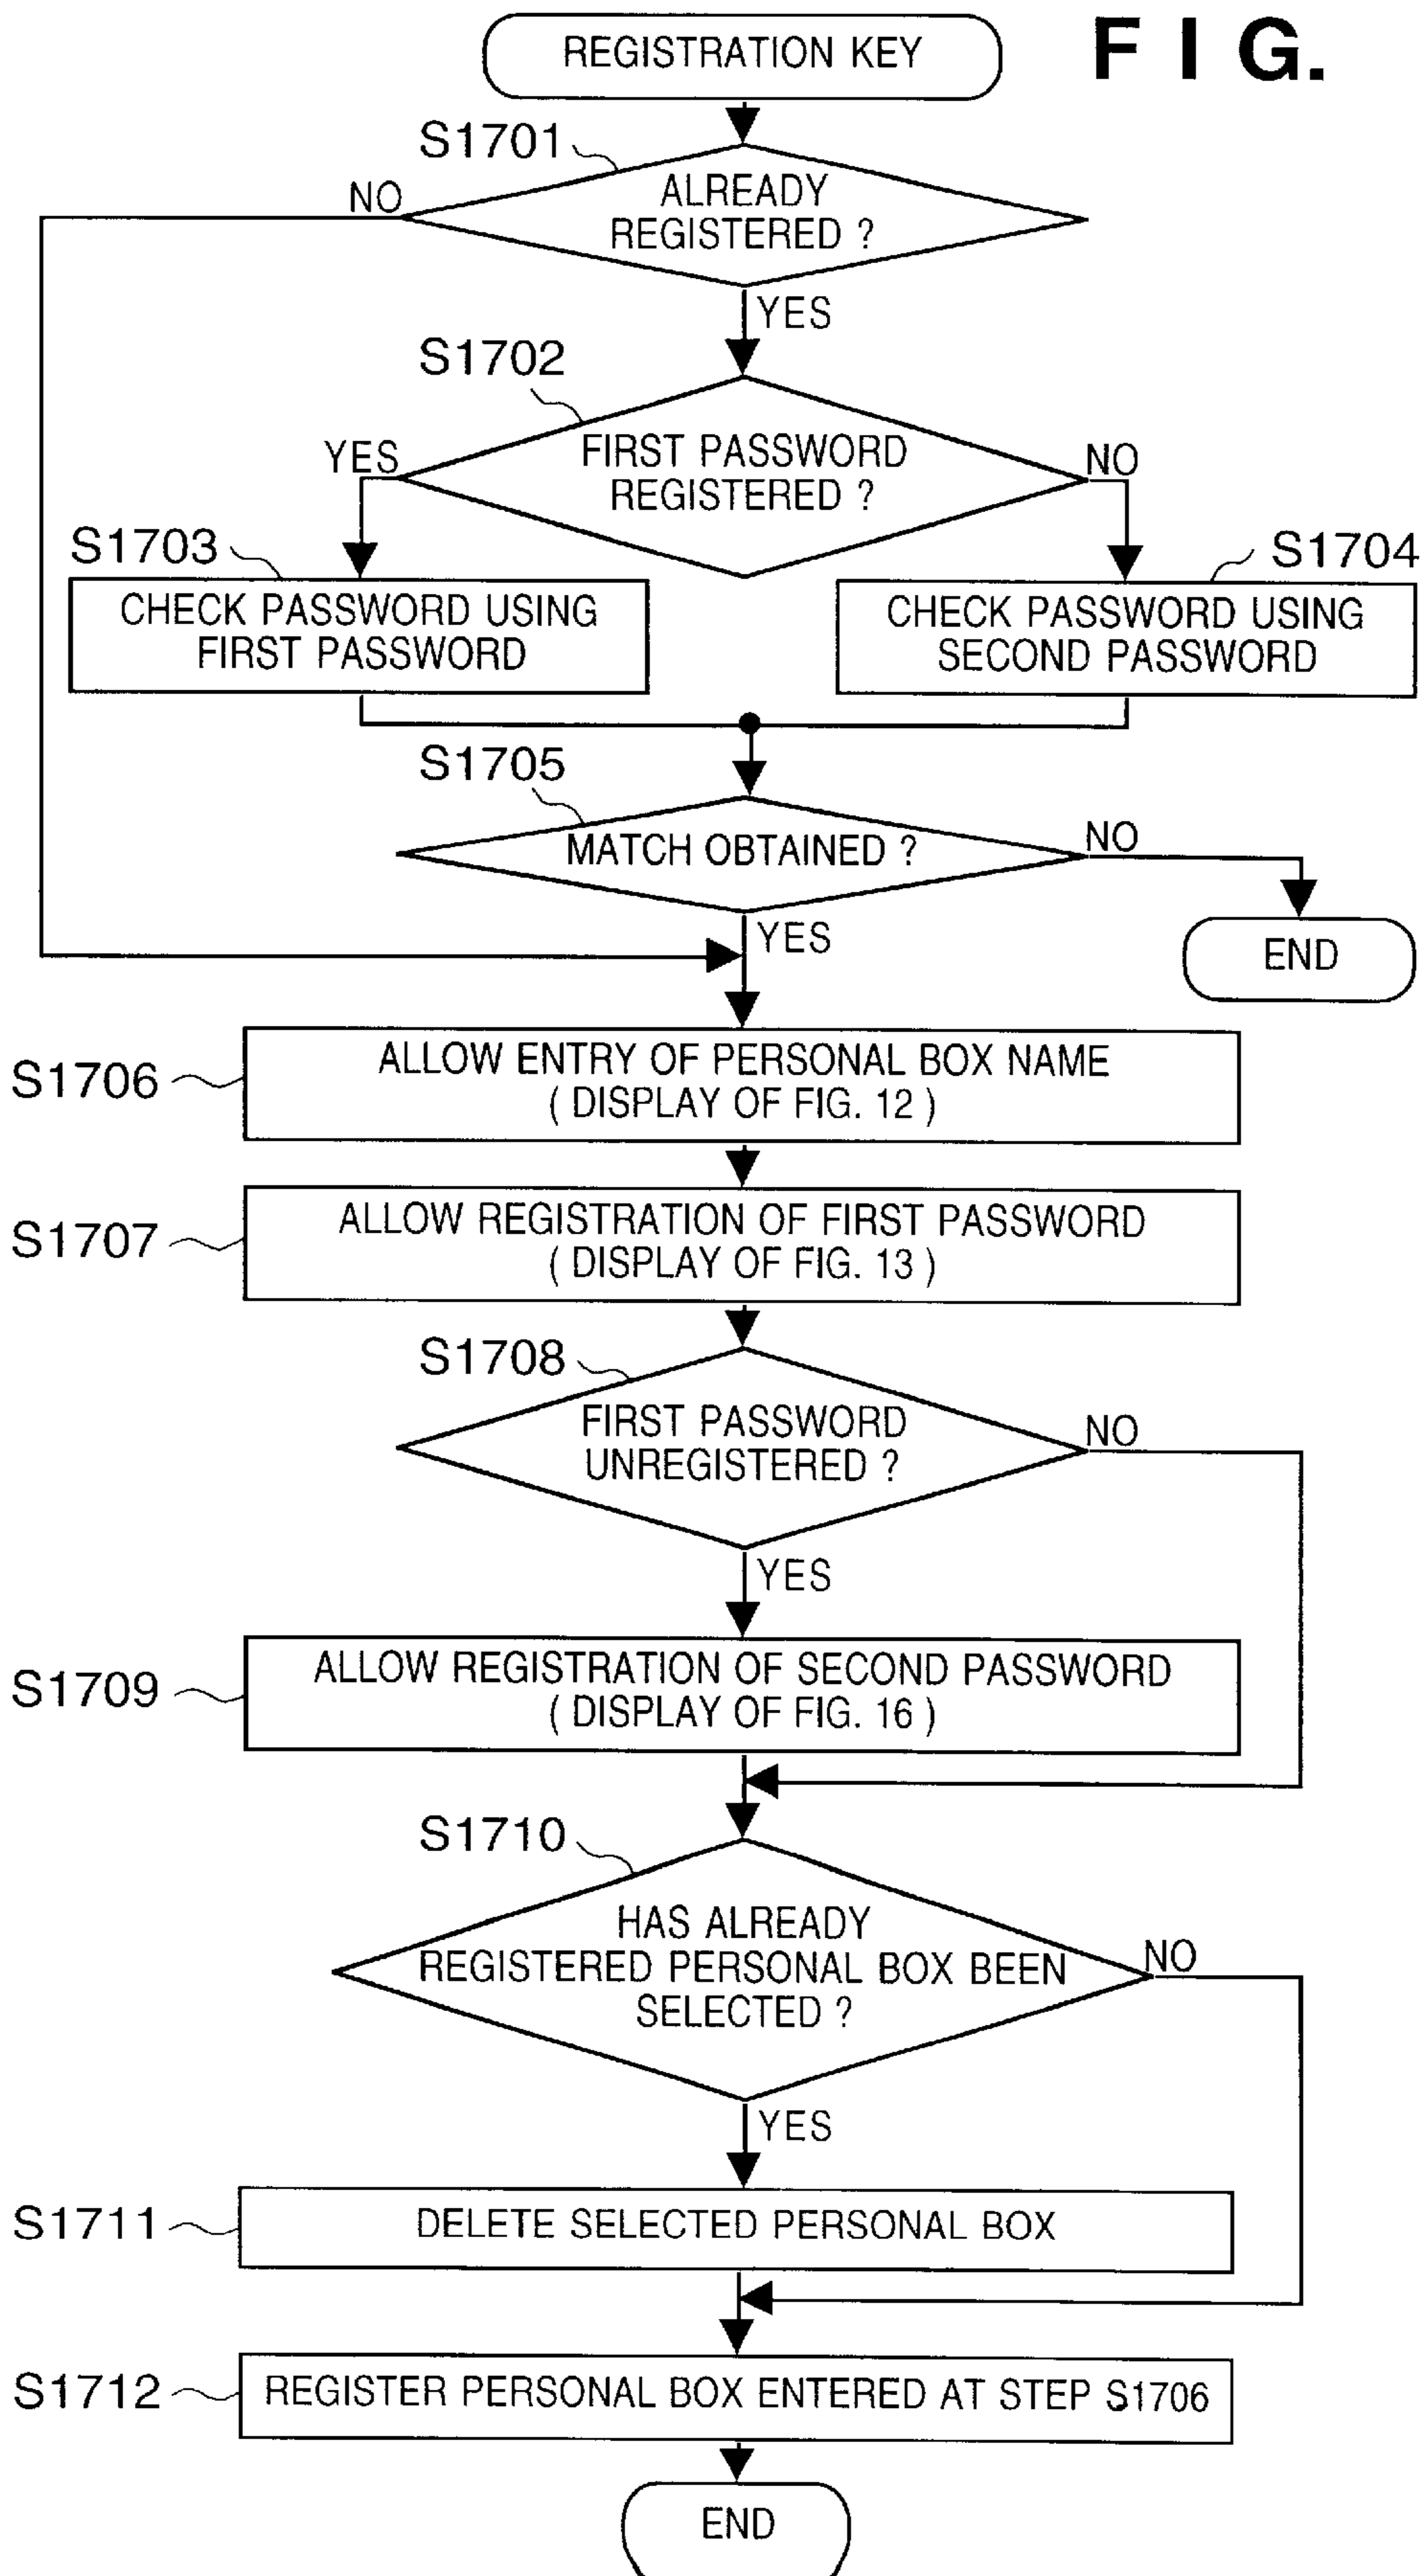 REGISTRATION KEY
FIG.
S1701
NO
ALREADY
REGISTERED ?
YES
S1702
YES
FIRST PASSWORD
REGISTERED ?
NO
S1703
S1704
CHECK PASSWORD USING
FIRST PASSWORD
CHECK PASSWORD USING
SECOND PASSWORD
S1705
MATCH OBTAINED ?
NO
YES
END
S1706
ALLOW ENTRY OF PERSONAL BOX NAME
( DISPLAY OF FIG. 12 )
S1707
ALLOW REGISTRATION OF FIRST PASSWORD
( DISPLAY OF FIG. 13 )
S1708
FIRST PASSWORD
UNREGISTERED ?
NO
YES
S1709
ALLOW REGISTRATION OF SECOND PASSWORD
( DISPLAY OF FIG. 16 )
S1710
HAS ALREADY
REGISTERED PERSONAL BOX BEEN
SELECTED ?
NO
YES
S1711
DELETE SELECTED PERSONAL BOX
S1712
REGISTER PERSONAL BOX ENTERED AT STEP S1706
END